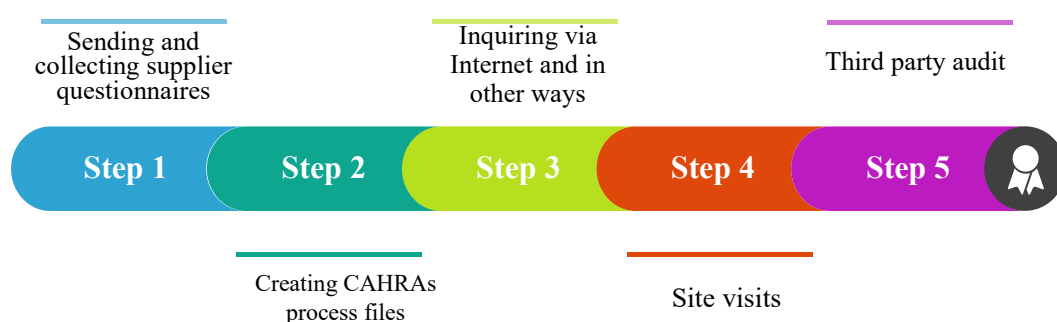 Sending and
collecting supplier
questionnaires
Inquiring via
Internet and in
other ways
Third party audit
Step 1
Step 2
Step 3
Step 4
Step 5
Creating CAHRAs
process files
Site visits